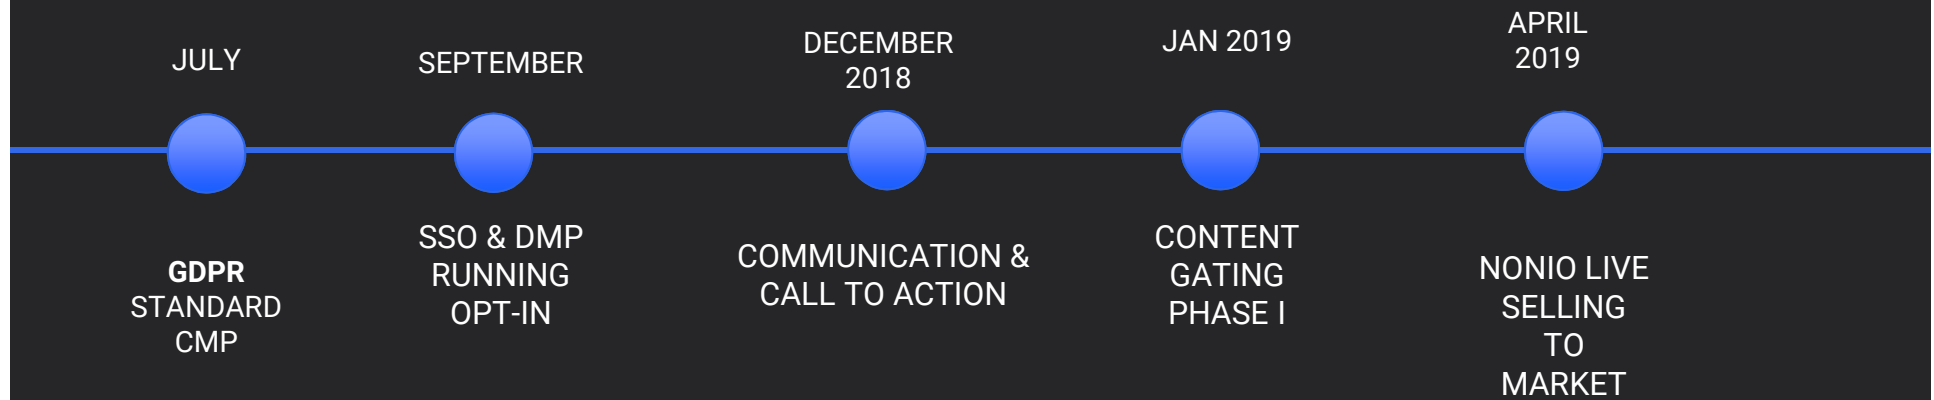 JULY
SEPTEMBER
DECEMBER
2018
JAN 2019
APRIL
2019
GDPR
STANDARD
CMP
SSO & DMP
RUNNING
OPT-IN
COMMUNICATION &
CALL TO ACTION
CONTENT
GATING
PHASE I
NONIO LIVE
SELLING
TO
MARKET